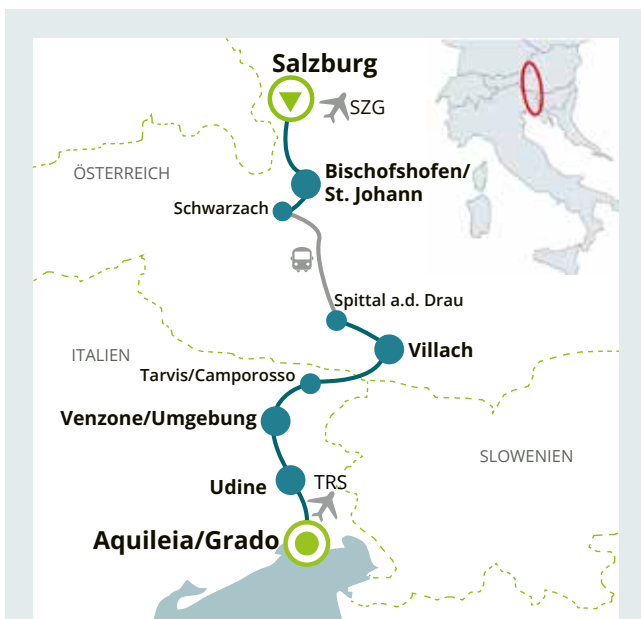 Salzburg
SZG
ÖSTERREICH
Bischofshofen/
St. Johann
Schwarzach
Spittal a.d. Drau
ITALIEN
Villach
Tarvis/Camporosso
Venzone/Umgebung
SLOWENIEN
Udine
TRS
Aquileia/Grado